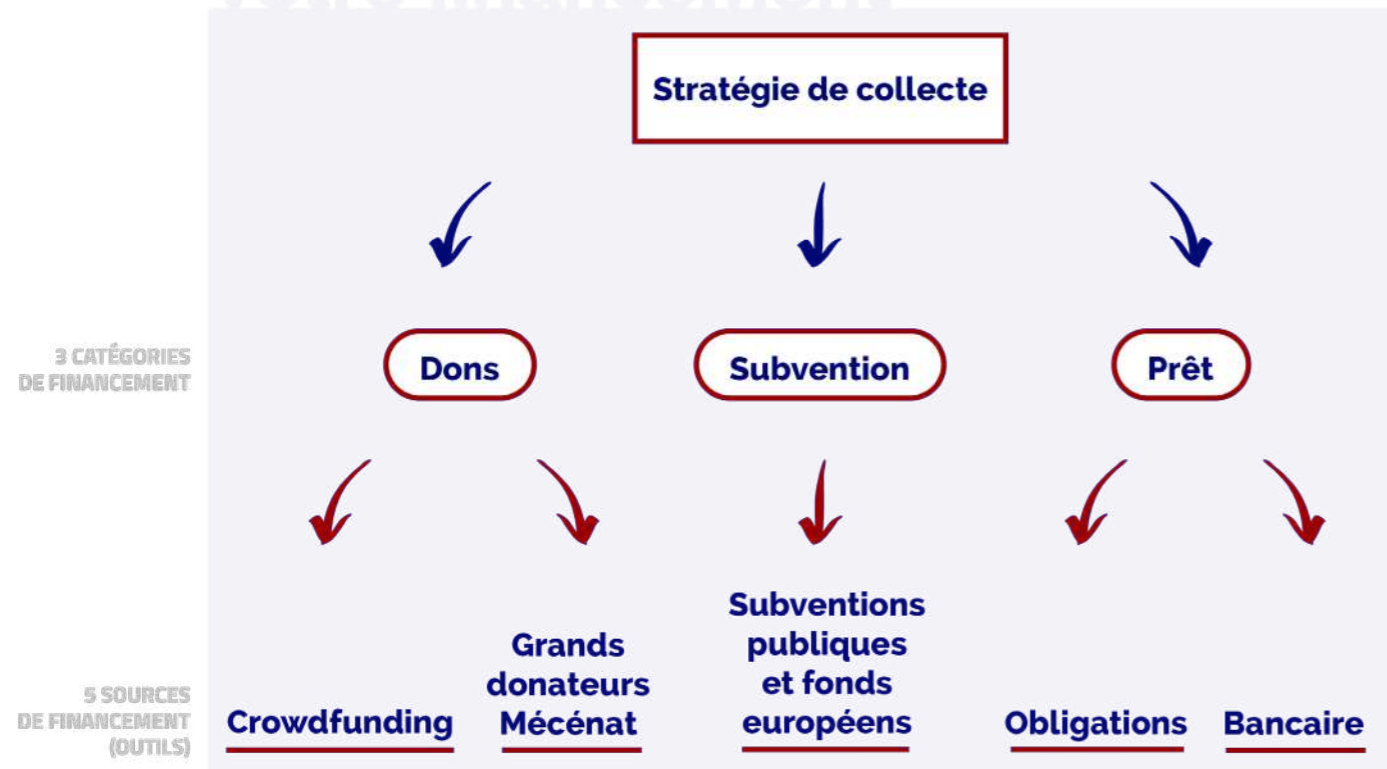 Stratégie de collecte
3 CATÉGORIES
DE FINANCEMENT
Dons
Subvention
Prêt
5 SOURCES
DE FINANCEMENT
(OUTILS)
Crowdfunding
Grands
donateurs
Mécénat
Subventions
publiques
et fonds
européens
Obligations
Bancaire